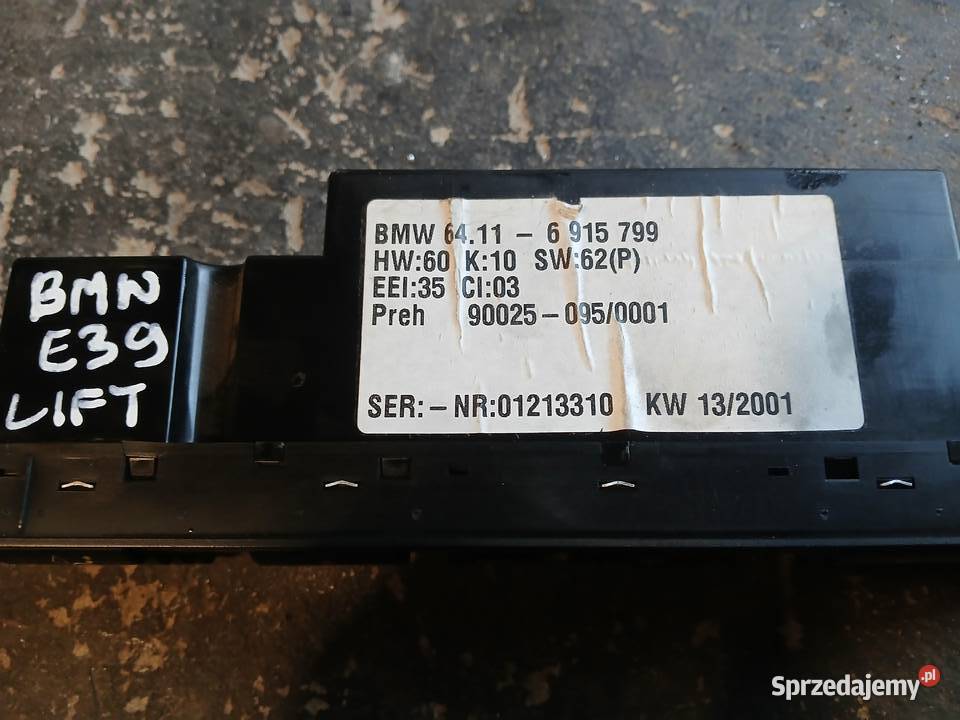 BMW
E39
LIFT
BMW 64.11 - 6 915 799
HW:60 K:10 SW:62(P)
EEI:35 CI:03
Preh 90025-095/0001
SER:-NR:01213310 KW 13/2001
Sprzedajemy.pl